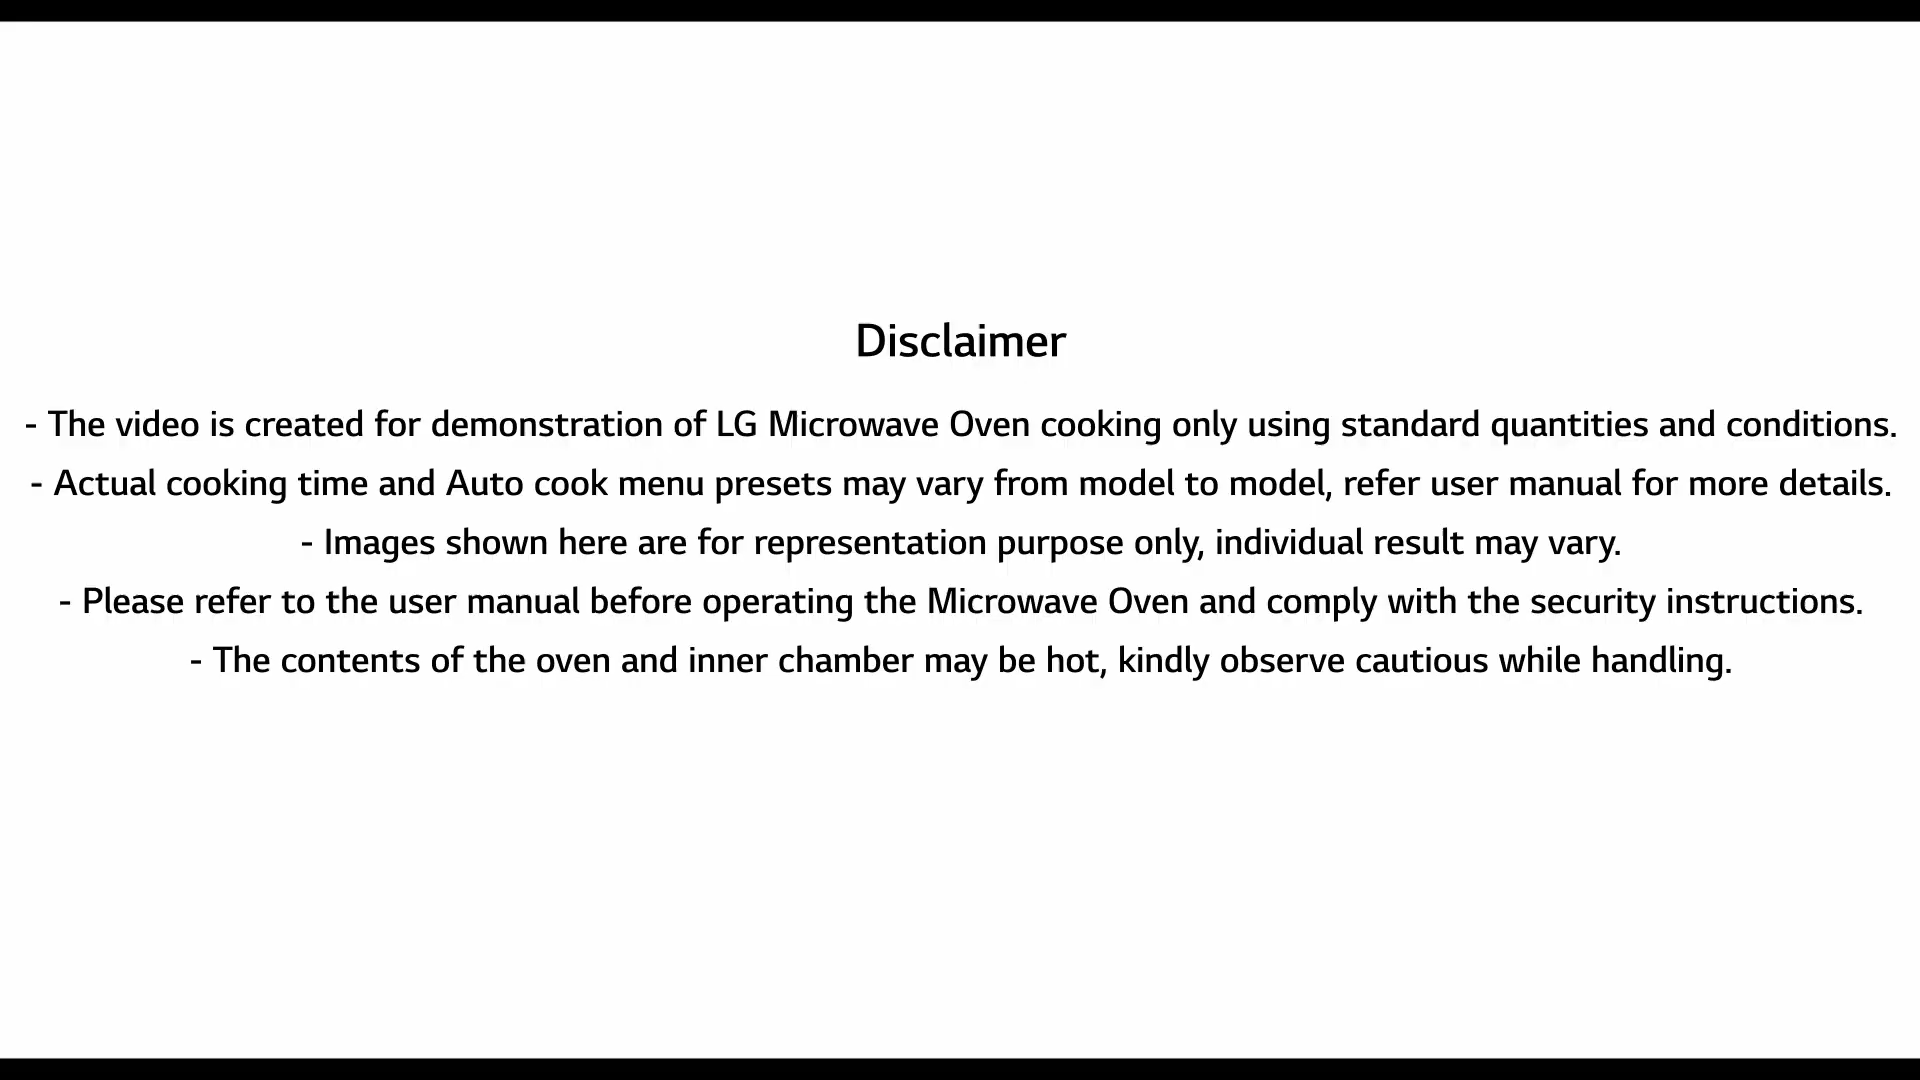 Disclaimer
- The video is created for demonstration of LG Microwave Oven cooking only using standard quantities and conditions.
- Actual cooking time and Auto cook menu presets may vary from model to model, refer user manual for more details.
- Images shown here are for representation purpose only, individual result may vary.
- Please refer to the user manual before operating the Microwave Oven and comply with the security instructions.
- The contents of the oven and inner chamber may be hot, kindly observe cautious while handling.